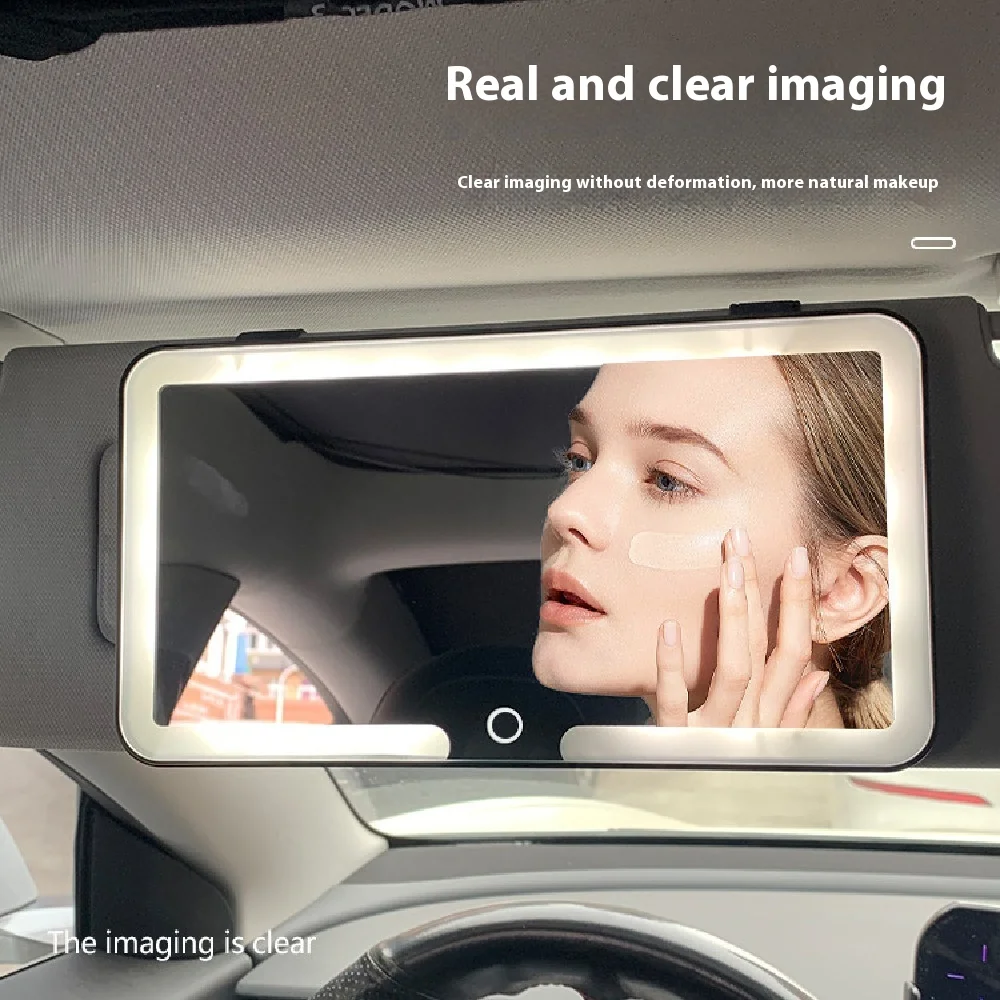 Real and clear imaging
Clear imaging without deformation, more natural makeup
The imaging is clear